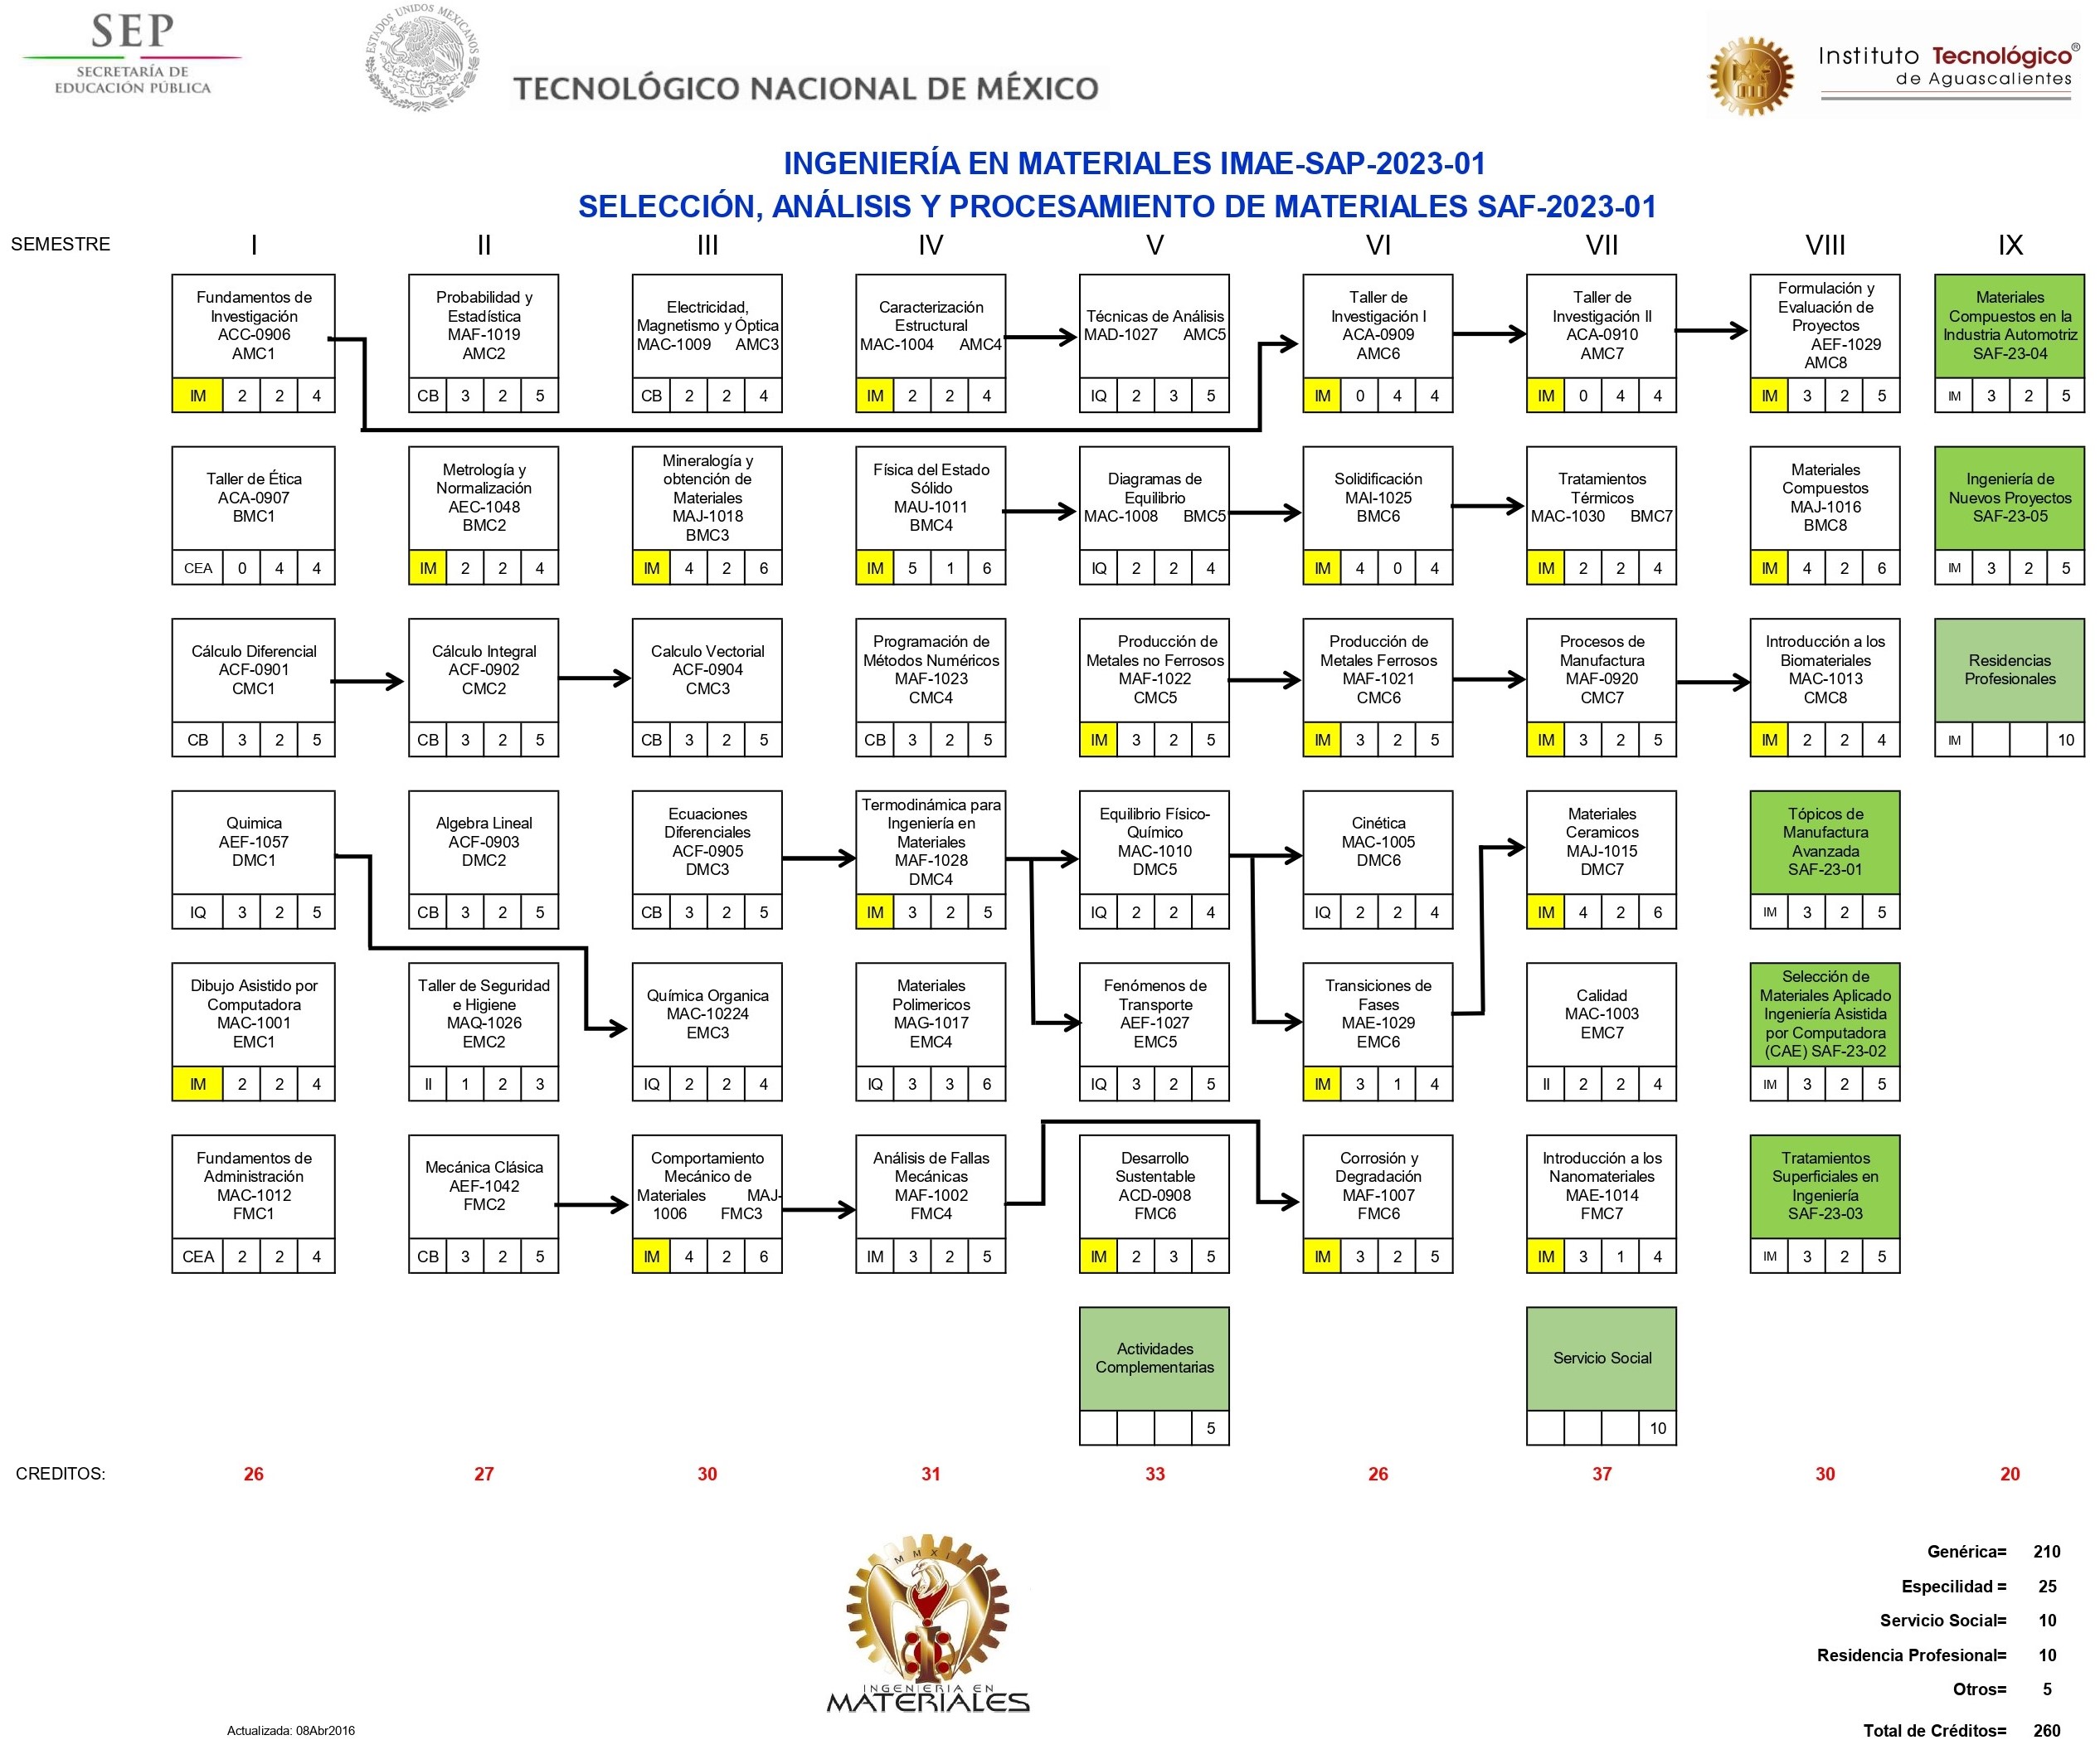 SEP
SECRETARÍA DE
EDUCACIÓN PÚBLICA
ESTADOS UNIDOS MEXICANOS
TECNOLÓGICO NACIONAL DE MÉXICO
Instituto Tecnológico®
de Aguascalientes
INGENIERÍA EN MATERIALES IMAE-SAP-2023-01
SELECCIÓN, ANÁLISIS Y PROCESAMIENTO DE MATERIALES SAF-2023-01
SEMESTRE I II III IV V VI VII VIII IX
Fundamentos de
Investigación
ACC-0906
AMC1
IM 2 2 4
Probabilidad y
Estadística
MAF-1019
AMC2
CB 3 2 5
Electricidad,
Magnetismo y Óptica
MAC-1009 AMC3
CB 2 2 4
Caracterización
Estructural
MAC-1004 AMC4
IM 2 2 4
Técnicas de Análisis
MAD-1027 AMC5
IQ 2 3 5
Taller de
Investigación I
ACA-0909
AMC6
IM 0 4 4
Taller de
Investigación II
ACA-0910
AMC7
IM 0 4 4
Formulación y
Evaluación de
Proyectos
AEF-1029
AMC8
IM 3 2 5
Materiales
Compuestos en la
Industria Automotriz
SAF-23-04
IM 3 2 5
Taller de Ética
ACA-0907
BMC1
CEA 0 4 4
Metrología y
Normalización
AEC-1048
BMC2
IM 2 2 4
Mineralogía y
obtención de
Materiales
MAJ-1018
BMC3
IM 4 2 6
Física del Estado
Sólido
MAU-1011
BMC4
IM 5 1 6
Diagramas de
Equilibrio
MAC-1008 BMC5
IQ 2 2 4
Solidificación
MAI-1025
BMC6
IM 4 0 4
Tratamientos
Térmicos
MAC-1030 BMC7
IM 2 2 4
Materiales
Compuestos
MAJ-1016
BMC8
IM 4 2 6
Ingeniería de
Nuevos Proyectos
SAF-23-05
IM 3 2 5
Cálculo Diferencial
ACF-0901
CMC1
CB 3 2 5
Cálculo Integral
ACF-0902
CMC2
CB 3 2 5
Calculo Vectorial
ACF-0904
CMC3
CB 3 2 5
Programación de
Métodos Numéricos
MAF-1023
CMC4
CB 3 2 5
Producción de
Metales no Ferrosos
MAF-1022
CMC5
IM 3 2 5
Producción de
Metales Ferrosos
MAF-1021
CMC6
IM 3 2 5
Procesos de
Manufactura
MAF-0920
CMC7
IM 3 2 5
Introducción a los
Biomateriales
MAC-1013
CMC8
IM 2 2 4
Residencias
Profesionales
IM 10
Quimica
AEF-1057
DMC1
IQ 3 2 5
Algebra Lineal
ACF-0903
DMC2
CB 3 2 5
Ecuaciones
Diferenciales
ACF-0905
DMC3
CB 3 2 5
Termodinámica para
Ingeniería en
Materiales
MAF-1028
DMC4
IM 3 2 5
Equilibrio Físico-
Químico
MAC-1010
DMC5
IQ 2 2 4
Cinética
MAC-1005
DMC6
IQ 2 2 4
Materiales
Ceramicos
MAJ-1015
DMC7
IM 4 2 6
Tópicos de
Manufactura
Avanzada
SAF-23-01
IM 3 2 5
Dibujo Asistido por
Computadora
MAC-1001
EMC1
IM 2 2 4
Taller de Seguridad
e Higiene
MAQ-1026
EMC2
II 1 2 3
Química Organica
MAC-10224
EMC3
IQ 2 2 4
Materiales
Polimericos
MAG-1017
EMC4
IQ 3 3 6
Fenómenos de
Transporte
AEF-1027
EMC5
IQ 3 2 5
Transiciones de
Fases
MAE-1029
EMC6
IM 3 1 4
Calidad
MAC-1003
EMC7
II 2 2 4
Selección de
Materiales Aplicado
Ingeniería Asistida
por Computadora
(CAE) SAF-23-02
IM 3 2 5
Fundamentos de
Administración
MAC-1012
FMC1
CEA 2 2 4
Mecánica Clásica
AEF-1042
FMC2
CB 3 2 5
Comportamiento
Mecánico de
Materiales MAJ-
1006 FMC3
IM 4 2 6
Análisis de Fallas
Mecánicas
MAF-1002
FMC4
IM 3 2 5
Desarrollo
Sustentable
ACD-0908
FMC6
IM 2 3 5
Corrosión y
Degradación
MAF-1007
FMC6
IM 3 2 5
Introducción a los
Nanomateriales
MAE-1014
FMC7
IM 3 1 4
Tratamientos
Superficiales en
Ingeniería
SAF-23-03
IM 3 2 5
Actividades
Complementarias
5
Servicio Social
10
CREDITOS: 26 27 30 31 33 26 37 30 20
MMXII
INGENIERIA EN
MATERIALES
Genérica= 210
Especilidad = 25
Servicio Social= 10
Residencia Profesional= 10
Otros= 5
Total de Créditos= 260
Actualizada: 08Abr2016